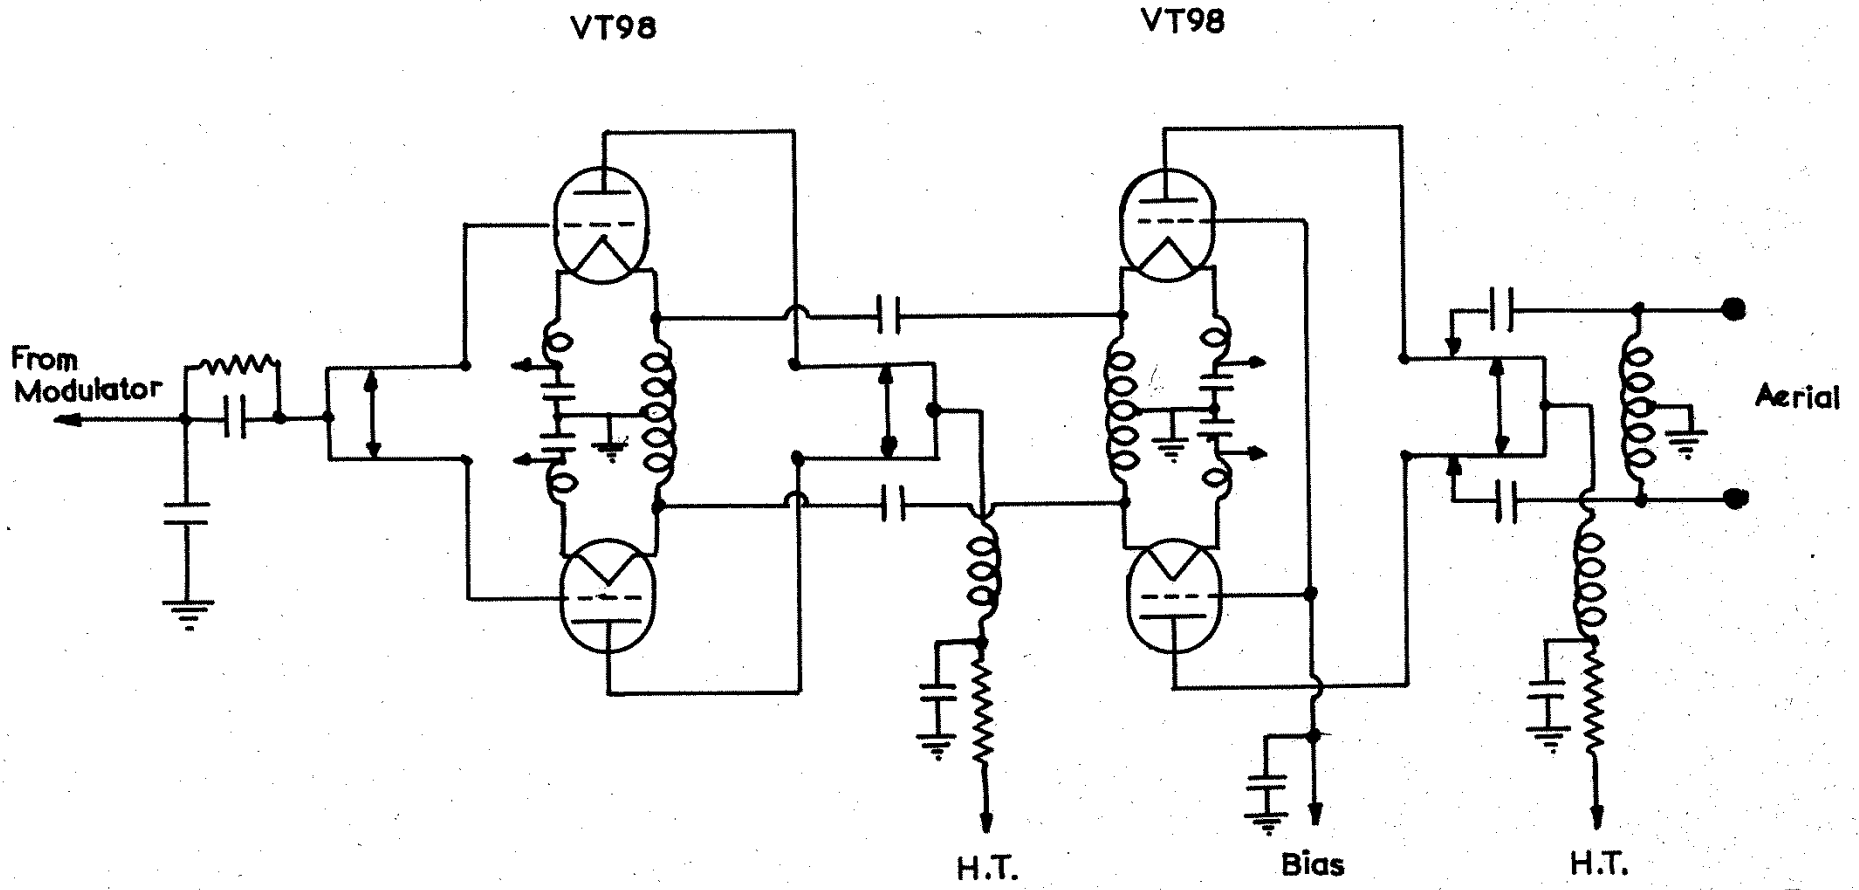 VT98
VT98
From
Modulator
Aerial
H.T.
Bias
H.T.